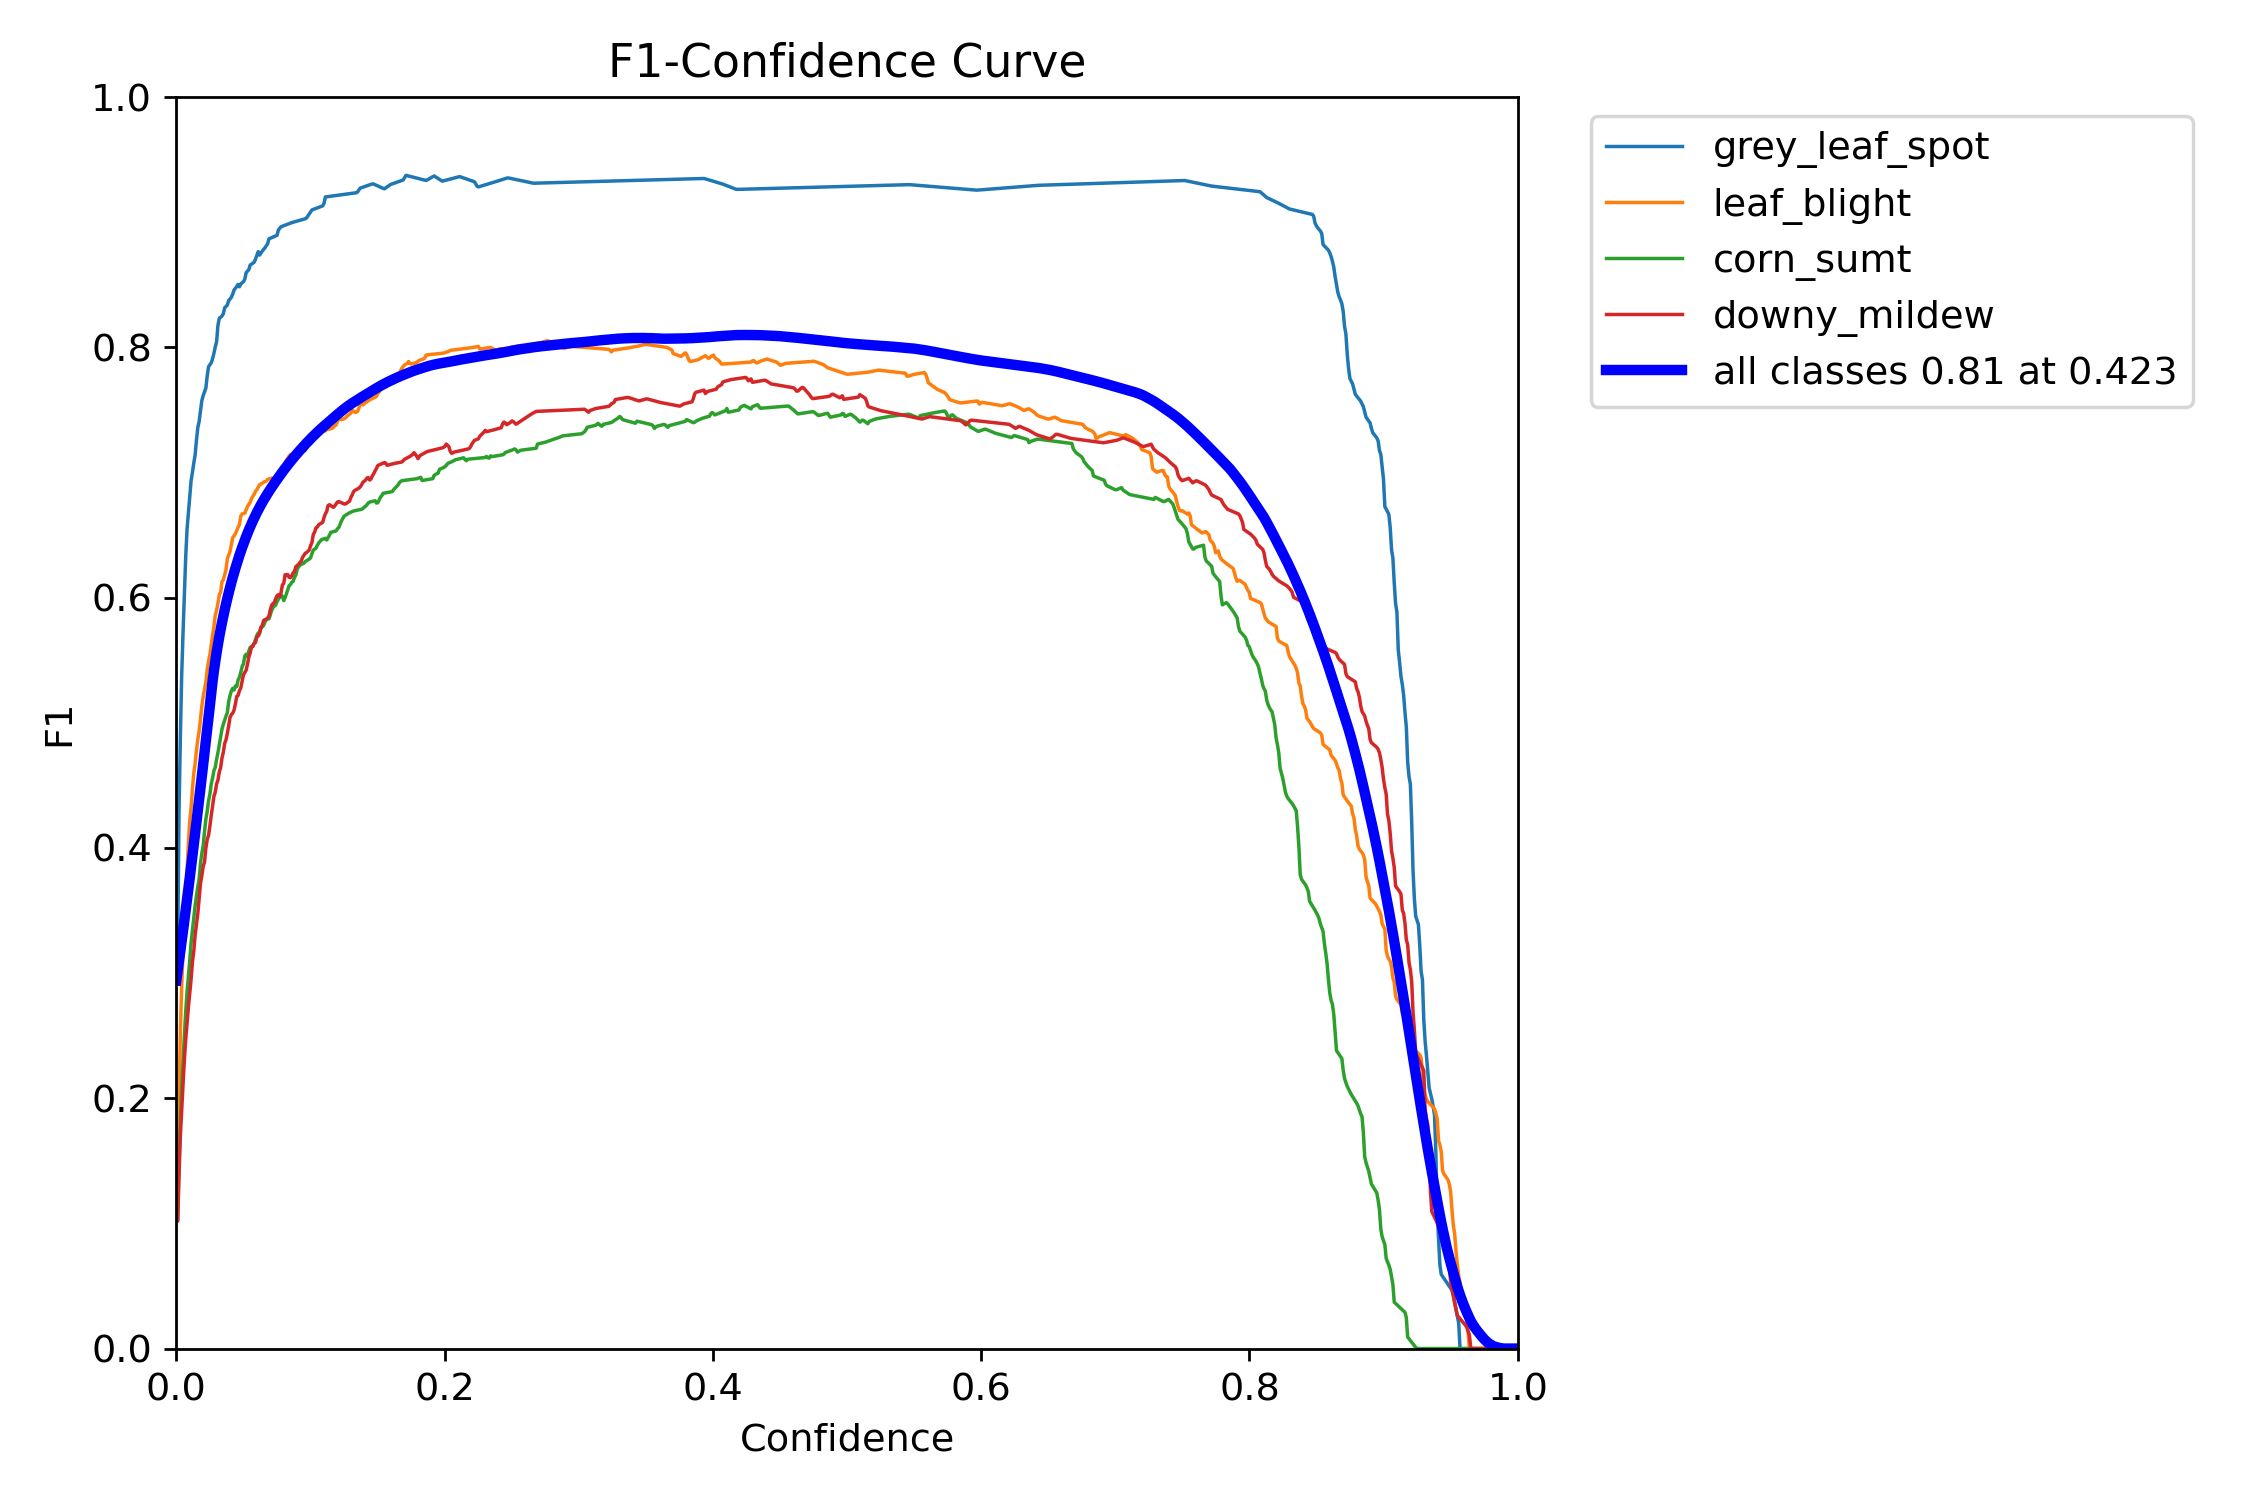 F1-Confidence Curve
1.0
0.8
0.6
0.4
0.2
0.0
F1
0.0 0.2 0.4 0.6 0.8 1.0
Confidence
grey_leaf_spot
leaf_blight
corn_sumt
downy_mildew
all classes 0.81 at 0.423